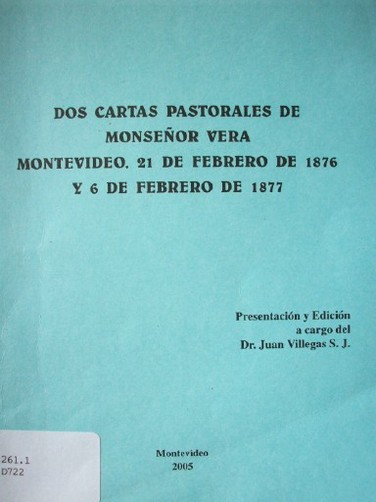 DOS CARTAS PASTORALES DE
MONSEÑOR VERA
MONTEVIDEO, 21 DE FEBRERO DE 1876
Y 6 DE FEBRERO DE 1877
Presentación y Edición
a cargo del
Dr. Juan Villegas S. J.
Montevideo
2005
261.1
D722